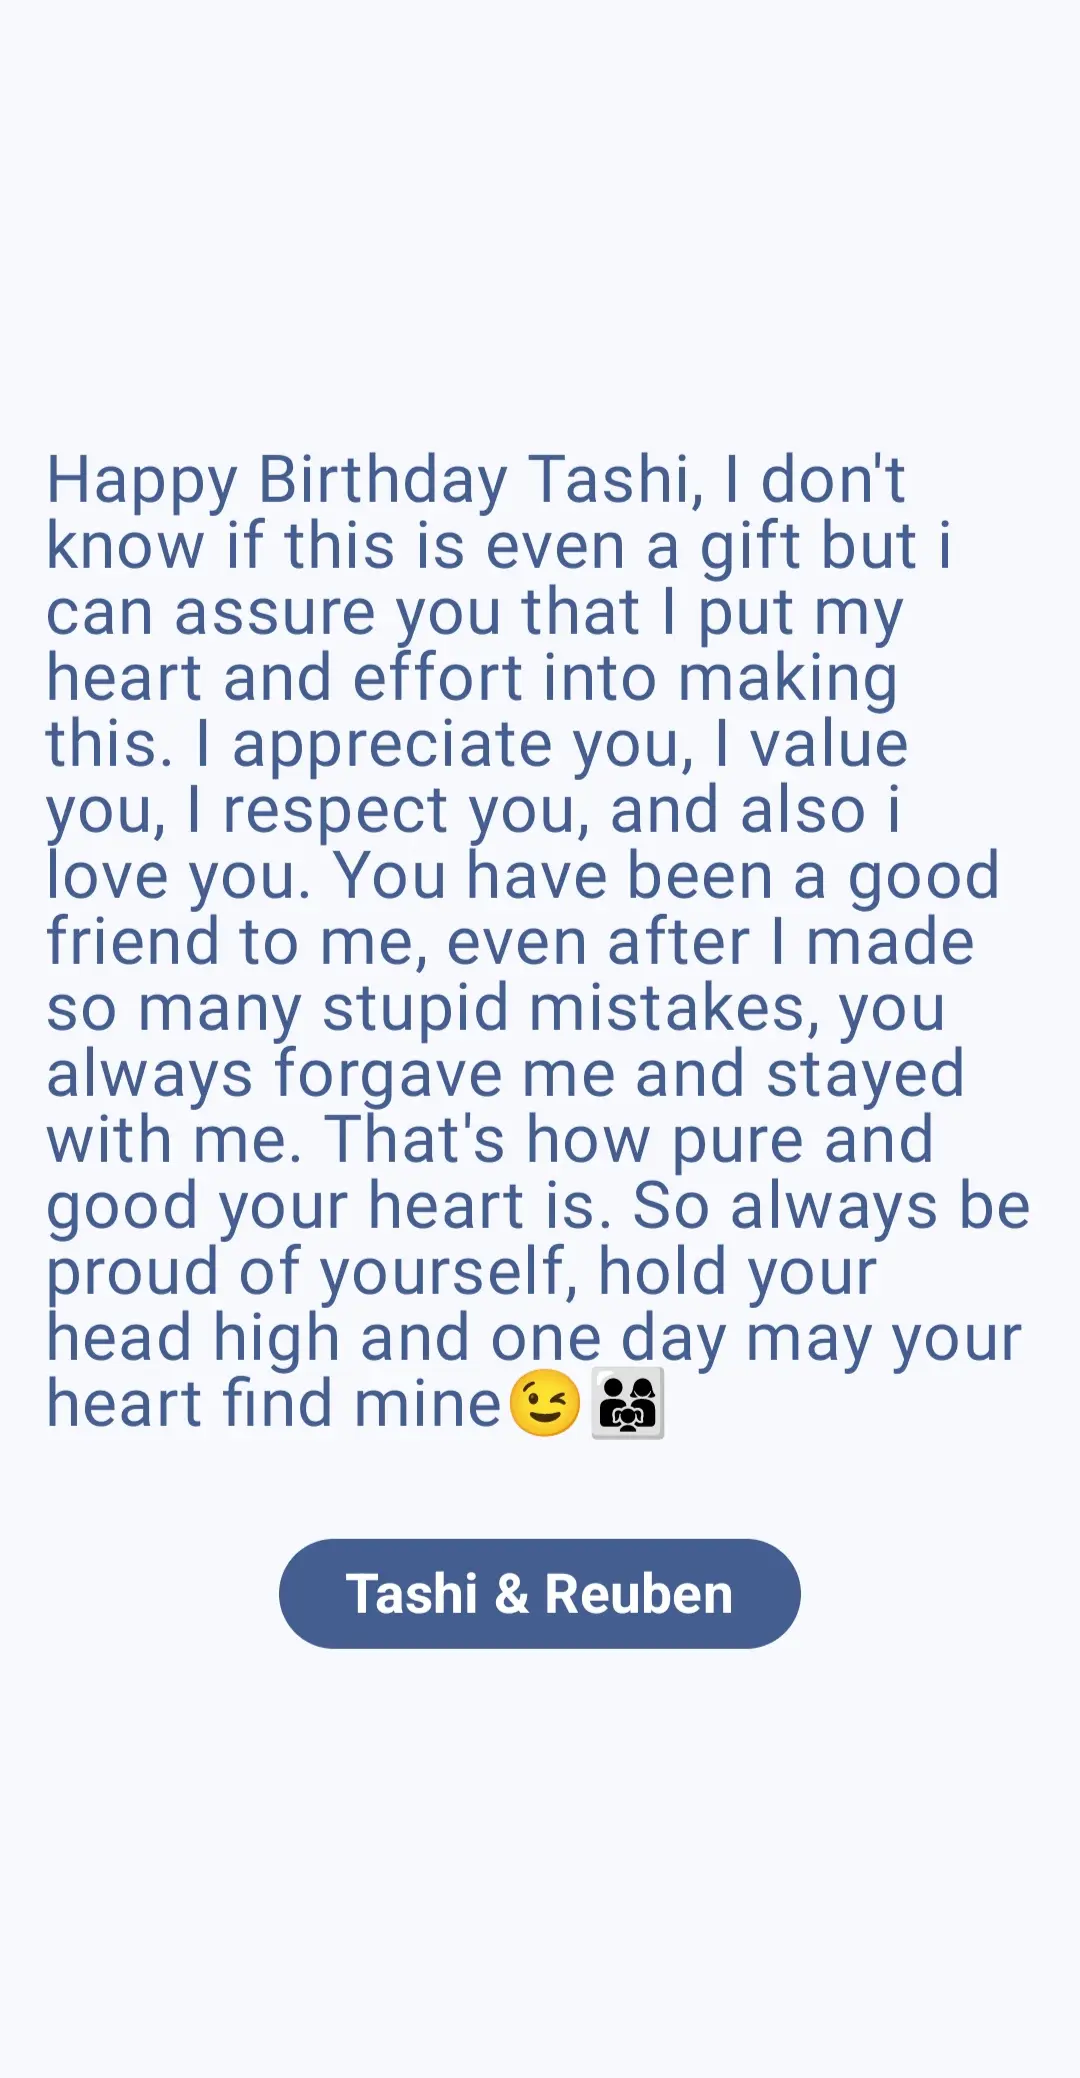 Happy Birthday Tashi, I don't
know if this is even a gift but i
can assure you that I put my
heart and effort into making
this. I appreciate you, I value
you, I respect you, and also i
love you. You have been a good
friend to me, even after I made
so many stupid mistakes, you
always forgave me and stayed
with me. That's how pure and
good your heart is. So always be
proud of yourself, hold your
head high and one day may your
heart find mine😉👨‍👩‍👧
Tashi & Reuben